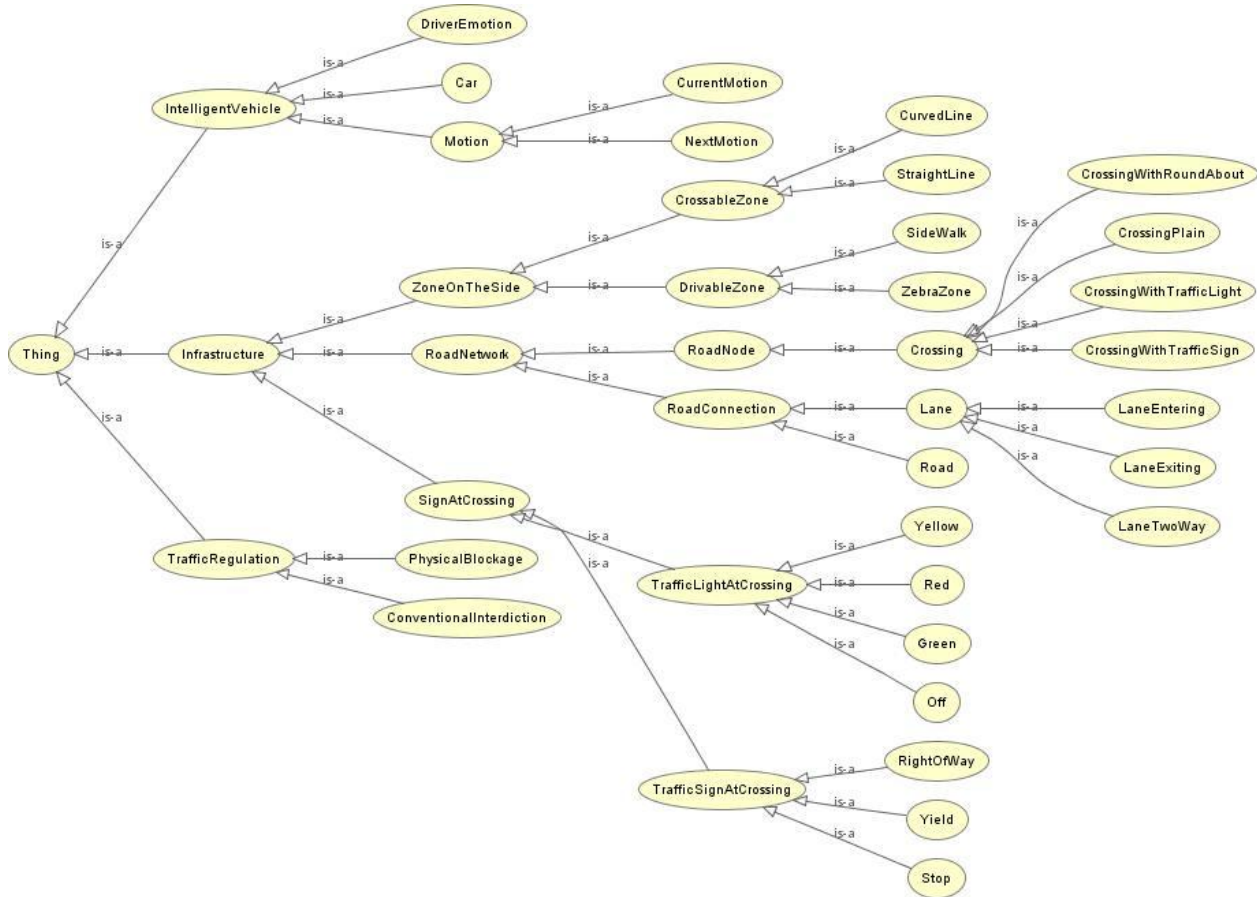 DriverEmotion
is-a
Car
is-a
IntelligentVehicle
is-a
CurrentMotion
is-a
Motion
is-a
NextMotion
CurvedLine
is-a
StraightLine
is-a
CrossableZone
CrossingWithRoundAbout
is-a
is-a
is-a
SideWalk
is-a
CrossingPlain
is-a
ZoneOnTheSide
is-a
DrivableZone
is-a
ZebraZone
CrossingWithTrafficLight
is-a
is-a
Thing
is-a
Infrastructure
is-a
RoadNetwork
is-a
RoadNode
is-a
Crossing
is-a
CrossingWithTrafficSign
is-a
RoadConnection
is-a
Lane
is-a
LaneEntering
is-a
is-a
is-a
is-a
is-a
Road
LaneExiting
SignAtCrossing
Yellow
LaneTwoWay
is-a
is-a
TrafficRegulation
is-a
PhysicalBlockage
is-a
is-a
TrafficLightAtCrossing
is-a
Red
ConventionalInterdiction
is-a
Green
is-a
Off
RightOfWay
is-a
TrafficSignAtCrossing
is-a
Yield
is-a
Stop